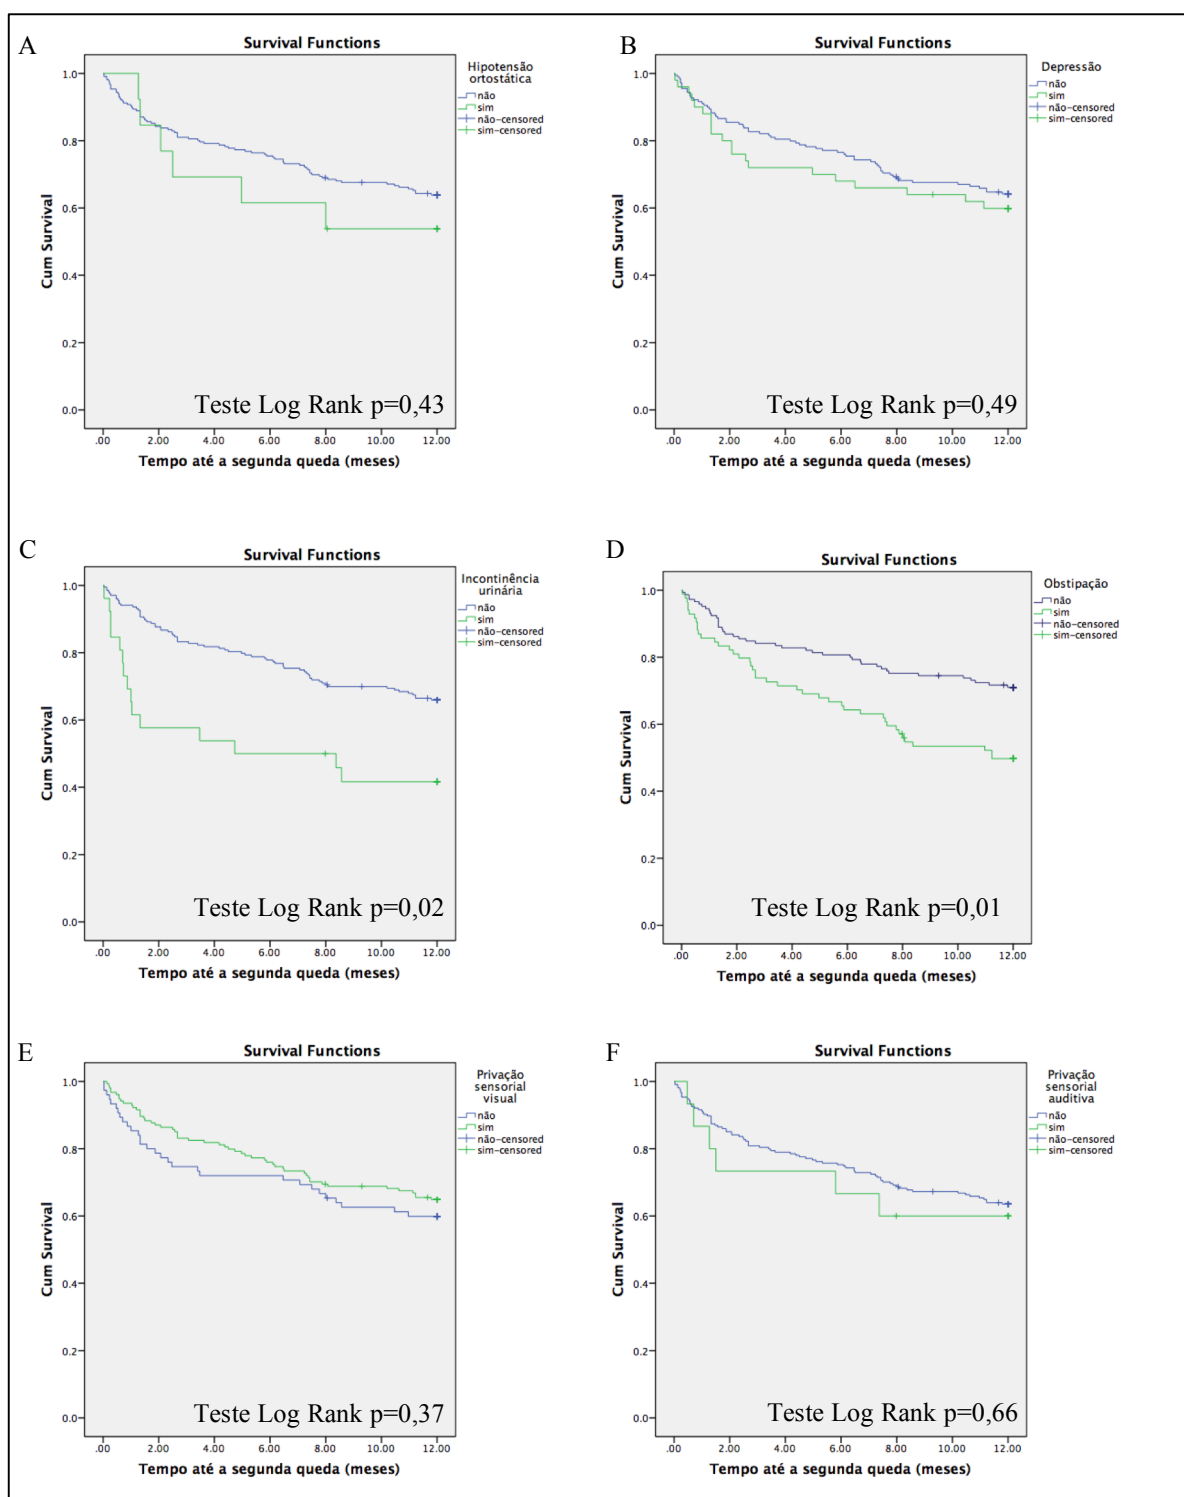 A
Survival Functions
Hipotensão
ortostática
não
sim
não-censored
sim-censored
Cum Survival
1.0
0.8
0.6
0.4
0.2
0.0
Teste Log Rank p=0,43
.00 2.00 4.00 6.00 8.00 10.00 12.00
Tempo até a segunda queda (meses)
B
Survival Functions
Depressão
não
sim
não-censored
sim-censored
Cum Survival
1.0
0.8
0.6
0.4
0.2
0.0
Teste Log Rank p=0,49
.00 2.00 4.00 6.00 8.00 10.00 12.00
Tempo até a segunda queda (meses)
C
Survival Functions
Incontinência
urinária
não
sim
não-censored
sim-censored
Cum Survival
1.0
0.8
0.6
0.4
0.2
0.0
Teste Log Rank p=0,02
.00 2.00 4.00 6.00 8.00 10.00 12.00
Tempo até a segunda queda (meses)
D
Survival Functions
Obstipação
não
sim
não-censored
sim-censored
Cum Survival
1.0
0.8
0.6
0.4
0.2
0.0
Teste Log Rank p=0,01
.00 2.00 4.00 6.00 8.00 10.00 12.00
Tempo até a segunda queda (meses)
E
Survival Functions
Privação
sensorial
visual
não
sim
não-censored
sim-censored
Cum Survival
1.0
0.8
0.6
0.4
0.2
0.0
Teste Log Rank p=0,37
.00 2.00 4.00 6.00 8.00 10.00 12.00
Tempo até a segunda queda (meses)
F
Survival Functions
Privação
sensorial
auditiva
não
sim
não-censored
sim-censored
Cum Survival
1.0
0.8
0.6
0.4
0.2
0.0
Teste Log Rank p=0,66
.00 2.00 4.00 6.00 8.00 10.00 12.00
Tempo até a segunda queda (meses)